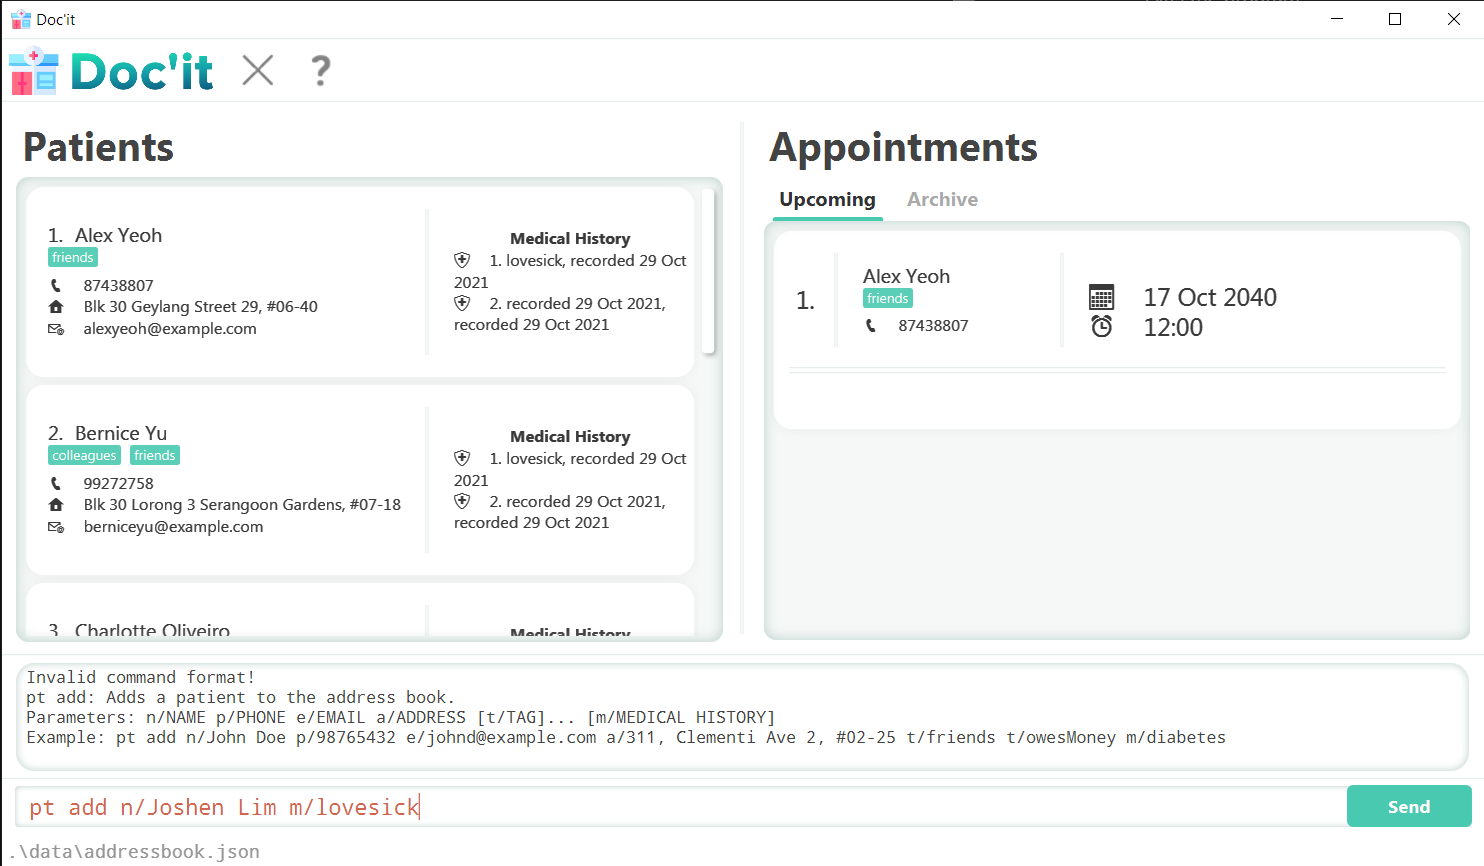 Doc'it
Doc'it
?
Patients
1. Alex Yeoh
friends
87438807
Blk 30 Geylang Street 29, #06-40
alexyeoh@example.com
Medical History
1. lovesick, recorded 29 Oct
2021
2. recorded 29 Oct 2021,
recorded 29 Oct 2021
2. Bernice Yu
colleagues friends
99272758
Blk 30 Lorong 3 Serangoon Gardens, #07-18
berniceyu@example.com
Medical History
1. lovesick, recorded 29 Oct
2021
2. recorded 29 Oct 2021,
recorded 29 Oct 2021
3. Charlotte Oliveiro
Medical History
Appointments
Upcoming Archive
1.
Alex Yeoh
friends
87438807
17 Oct 2040
12:00
Invalid command format!
pt add: Adds a patient to the address book.
Parameters: n/NAME p/PHONE e/EMAIL a/ADDRESS [t/TAG]... [m/MEDICAL HISTORY]
Example: pt add n/John Doe p/98765432 e/johnd@example.com a/311, Clementi Ave 2, #02-25 t/friends t/owesMoney m/diabetes
pt add n/Joshen Lim m/lovesick
Send
.\data\addressbook.json